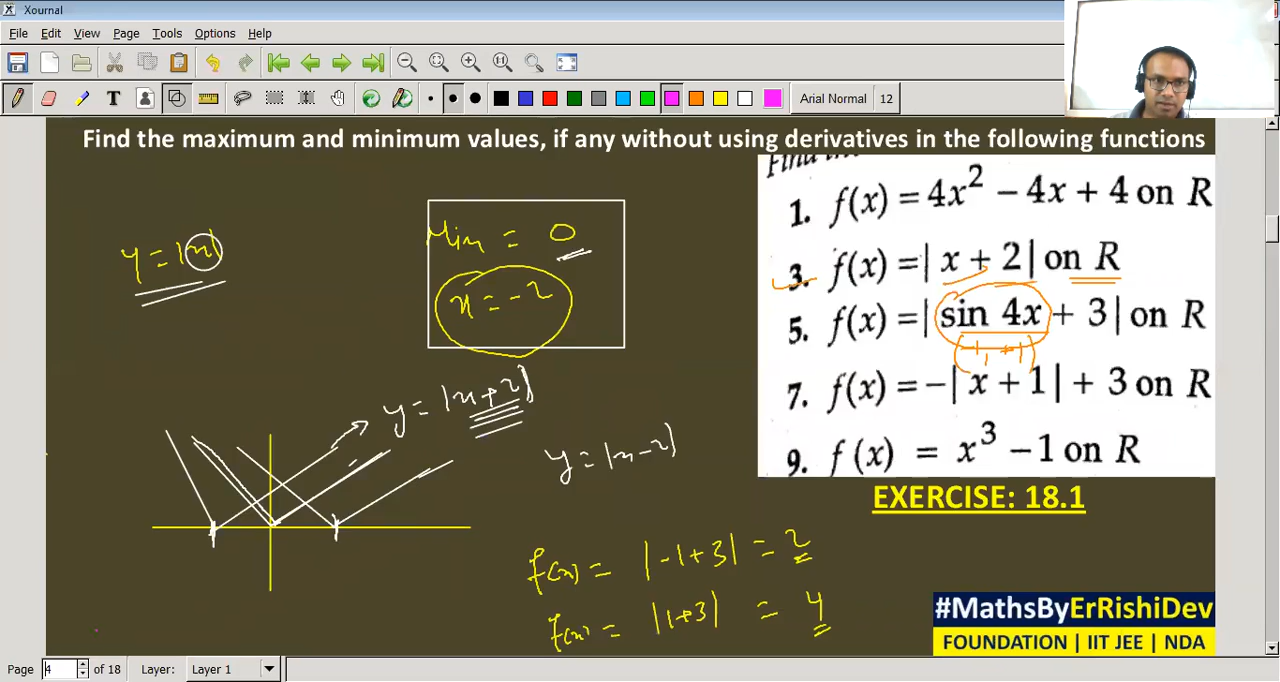 Xournal
File Edit View Page Tools Options Help
Arial Normal 12
Find the maximum and minimum values, if any without using derivatives in the following functions
y = |x|
Min = 0
x = -2
1. f(x) = 4x² − 4x + 4 on R
3. f(x) = | x + 2 | on R
5. f(x) = | sin 4x + 3 | on R
7. f(x) = −| x + 1 | + 3 on R
9. f (x) = x³ − 1 on R
EXERCISE: 18.1
y = |x+2|
y = |x-2|
f(x) = |-1+3| = 2
f(x) = |1+3| = 4
#MathsByErRishiDev
FOUNDATION | IIT JEE | NDA
Page 4 of 18 Layer: Layer 1